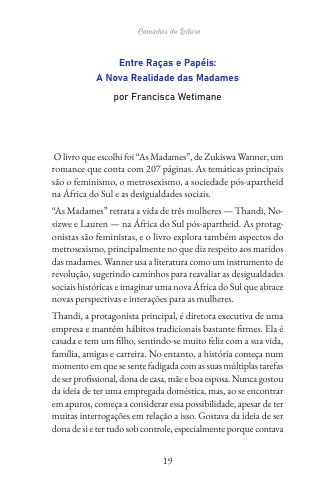 Caminhos da Leitura
Entre Raças e Papéis:
A Nova Realidade das Madames
por Francisca Wetimane
O livro que escolhi foi “As Madames”, de Zukiswa Wanner, um
romance que conta com 207 páginas. As temáticas principais
são o feminismo, o metrosexismo, a sociedade pós-apartheid
na África do Sul e as desigualdades sociais.
“As Madames” retrata a vida de três mulheres — Thandi, No-
sizwe e Lauren — na África do Sul pós-apartheid. As protag-
onistas são feministas, e o livro explora também aspectos do
metrosexismo, principalmente no que diz respeito aos maridos
das madames. Wanner usa a literatura como um instrumento de
revolução, sugerindo caminhos para reavaliar as desigualdades
sociais históricas e imaginar uma nova África do Sul que abrace
novas perspectivas e interações para as mulheres.
Thandi, a protagonista principal, é diretora executiva de uma
empresa e mantém hábitos tradicionais bastante firmes. Ela é
casada e tem um filho, sentindo-se muito feliz com a sua vida,
família, amigas e carreira. No entanto, a história começa num
momento em que se sente fadigada com as suas múltiplas tarefas
de ser profissional, dona de casa, mãe e boa esposa. Nunca gostou
da ideia de ter uma empregada doméstica, mas, ao se encontrar
em apuros, começa a considerar essa possibilidade, apesar de ter
muitas interrogações em relação a isso. Gostava da ideia de ser
dona de si e ter tudo sob controle, especialmente porque contava
19